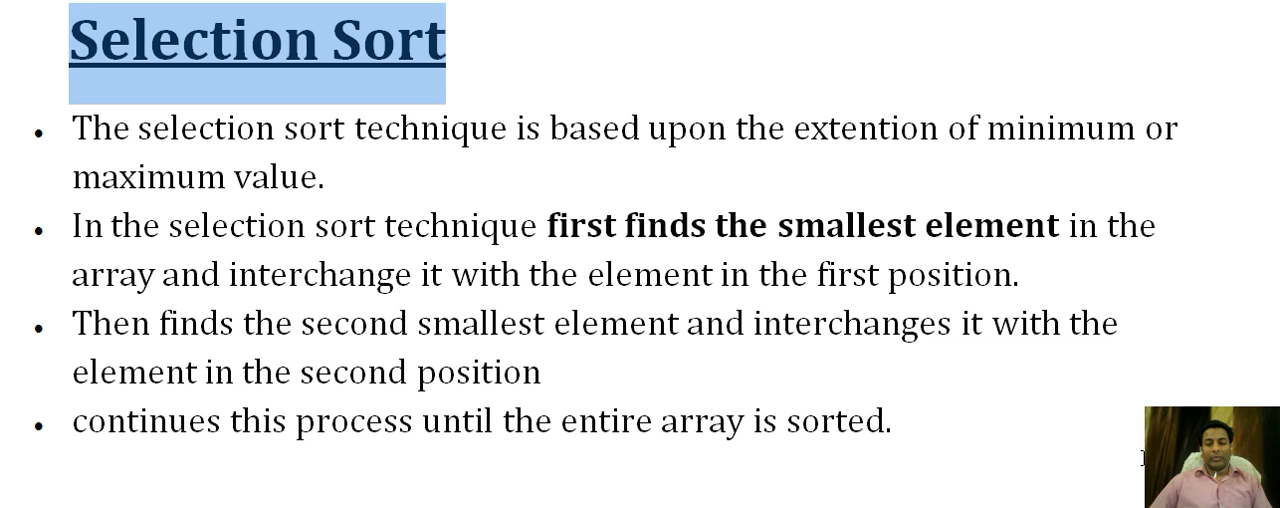 Selection Sort
• The selection sort technique is based upon the extention of minimum or
maximum value.
• In the selection sort technique first finds the smallest element in the
array and interchange it with the element in the first position.
• Then finds the second smallest element and interchanges it with the
element in the second position
• continues this process until the entire array is sorted.